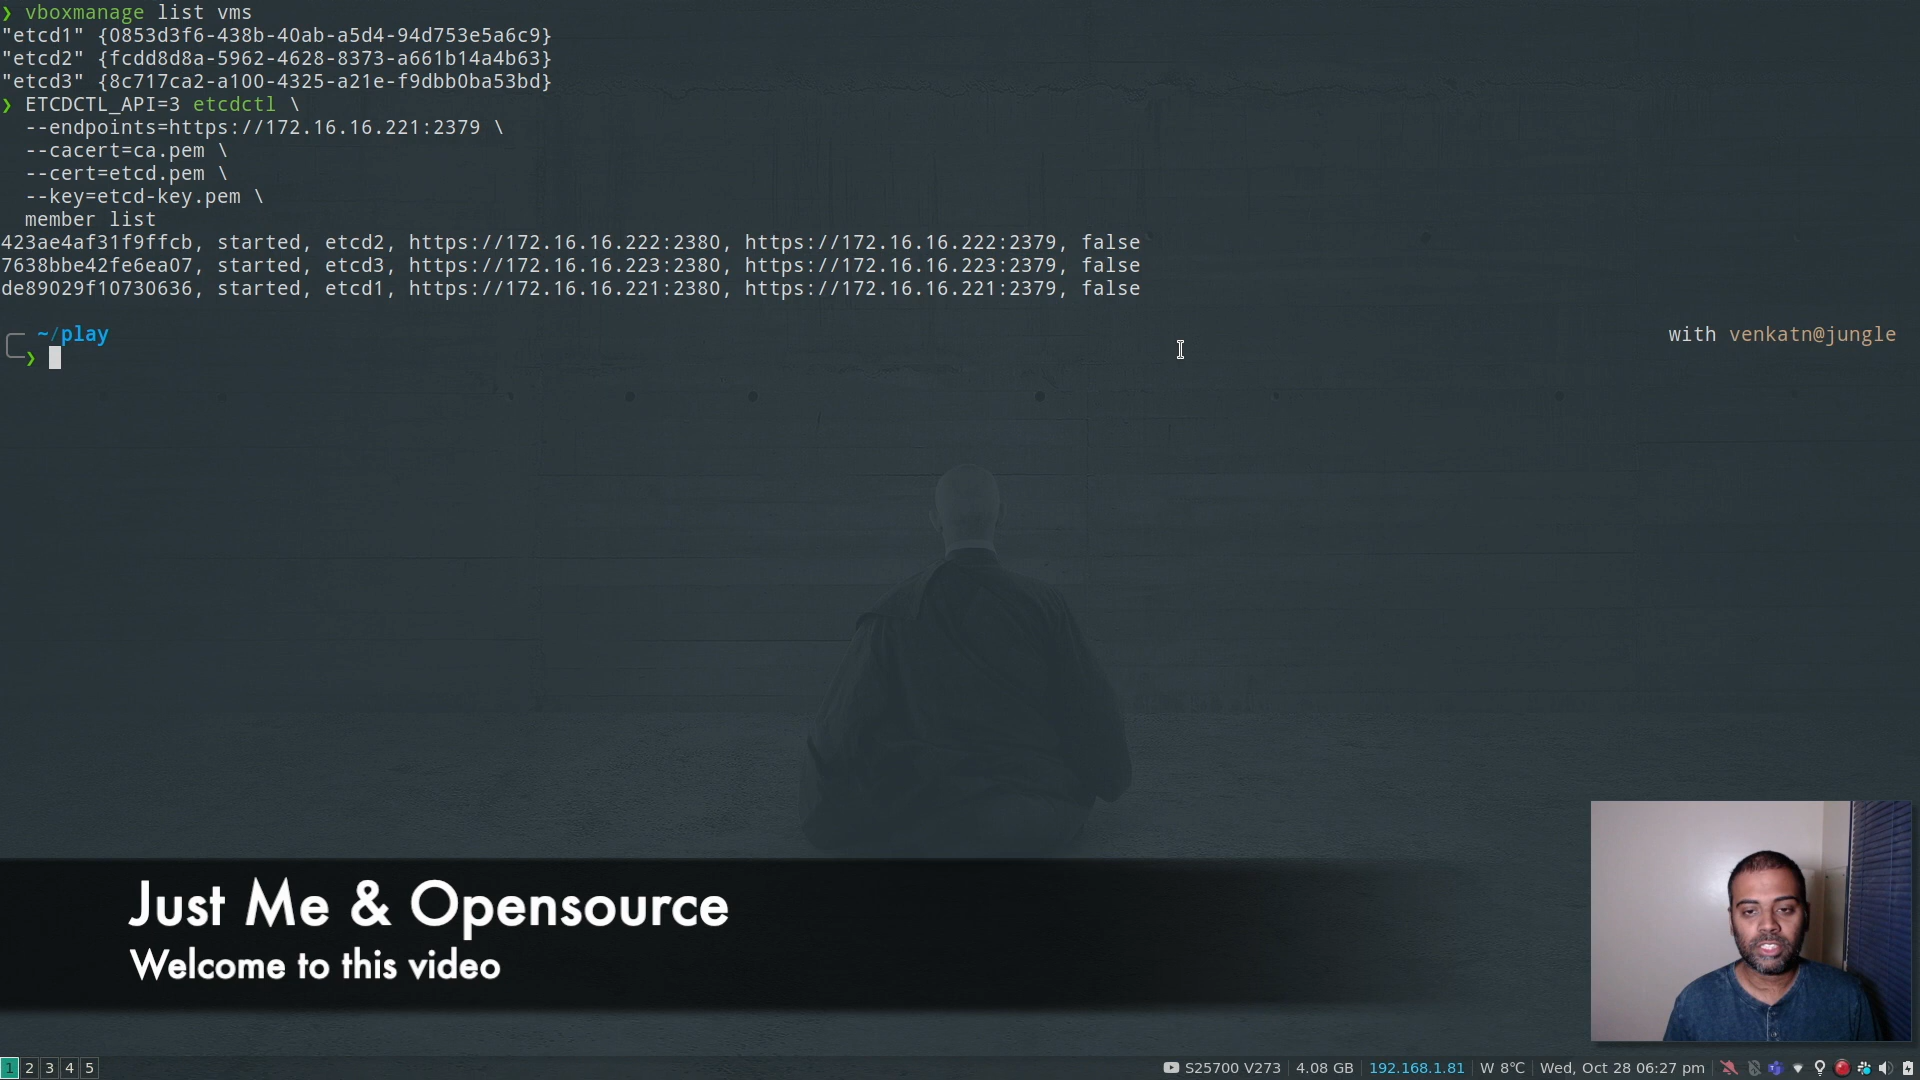 ❯ vboxmanage list vms
"etcd1" {0853d3f6-438b-40ab-a5d4-94d753e5a6c9}
"etcd2" {fcdd8d8a-5962-4628-8373-a661b14a4b63}
"etcd3" {8c717ca2-a100-4325-a21e-f9dbb0ba53bd}
❯ ETCDCTL_API=3 etcdctl \
--endpoints=https://172.16.16.221:2379 \
--cacert=ca.pem \
--cert=etcd.pem \
--key=etcd-key.pem \
member list
423ae4af31f9ffcb, started, etcd2, https://172.16.16.222:2380, https://172.16.16.222:2379, false
7638bbe42fe6ea07, started, etcd3, https://172.16.16.223:2380, https://172.16.16.223:2379, false
de89029f10730636, started, etcd1, https://172.16.16.221:2380, https://172.16.16.221:2379, false
~/play with venkatn@jungle
❯
Just Me & Opensource
Welcome to this video
1 2 3 4 5 S25700 V273 4.08 GB 192.168.1.81 W 8°C Wed, Oct 28 06:27 pm